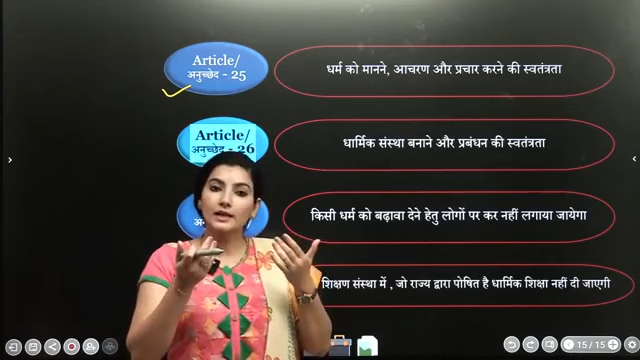 Article/
अनुच्छेद - 25
धर्म को मानने, आचरण और प्रचार करने की स्वतंत्रता
Article/
अनुच्छेद - 26
धार्मिक संस्था बनाने और प्रबंधन की स्वतंत्रता
किसी धर्म को बढ़ावा देने हेतु लोगों पर कर नहीं लगाया जायेगा
शिक्षण संस्था में , जो राज्य द्वारा पोषित है धार्मिक शिक्षा नहीं दी जाएगी
15 / 15